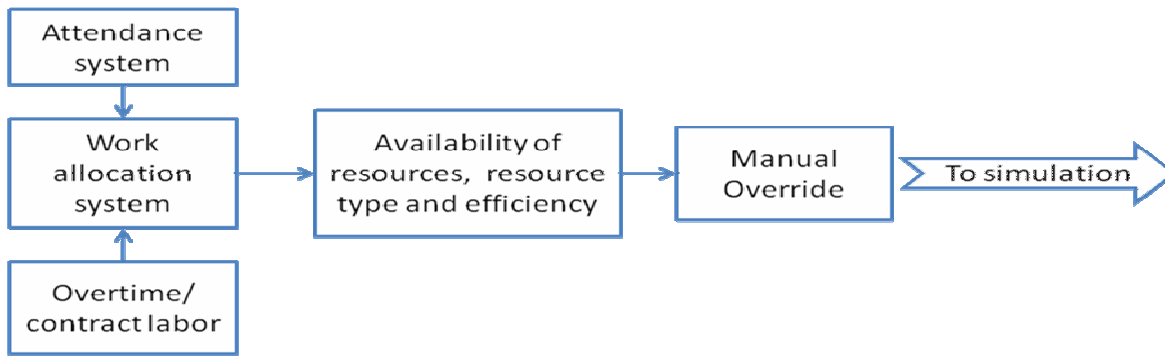 Attendance
system
Work
allocation
system
Overtime/
contract labor
Availability of
resources, resource
type and efficiency
Manual
Override
To simulation